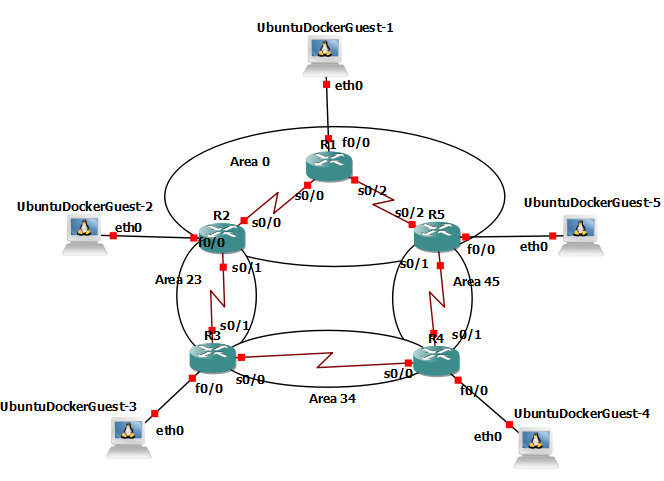 UbuntuDockerGuest-1
eth0
R1
f0/0
Area 0
s0/0
s0/2
UbuntuDockerGuest-2
eth0
R2
s0/0
f0/0
s0/2
R5
UbuntuDockerGuest-5
eth0
f0/0
s0/1
s0/1
Area 23
Area 45
s0/1
R3
s0/1
R4
s0/0
s0/0
f0/0
f0/0
Area 34
UbuntuDockerGuest-3
eth0
UbuntuDockerGuest-4
eth0